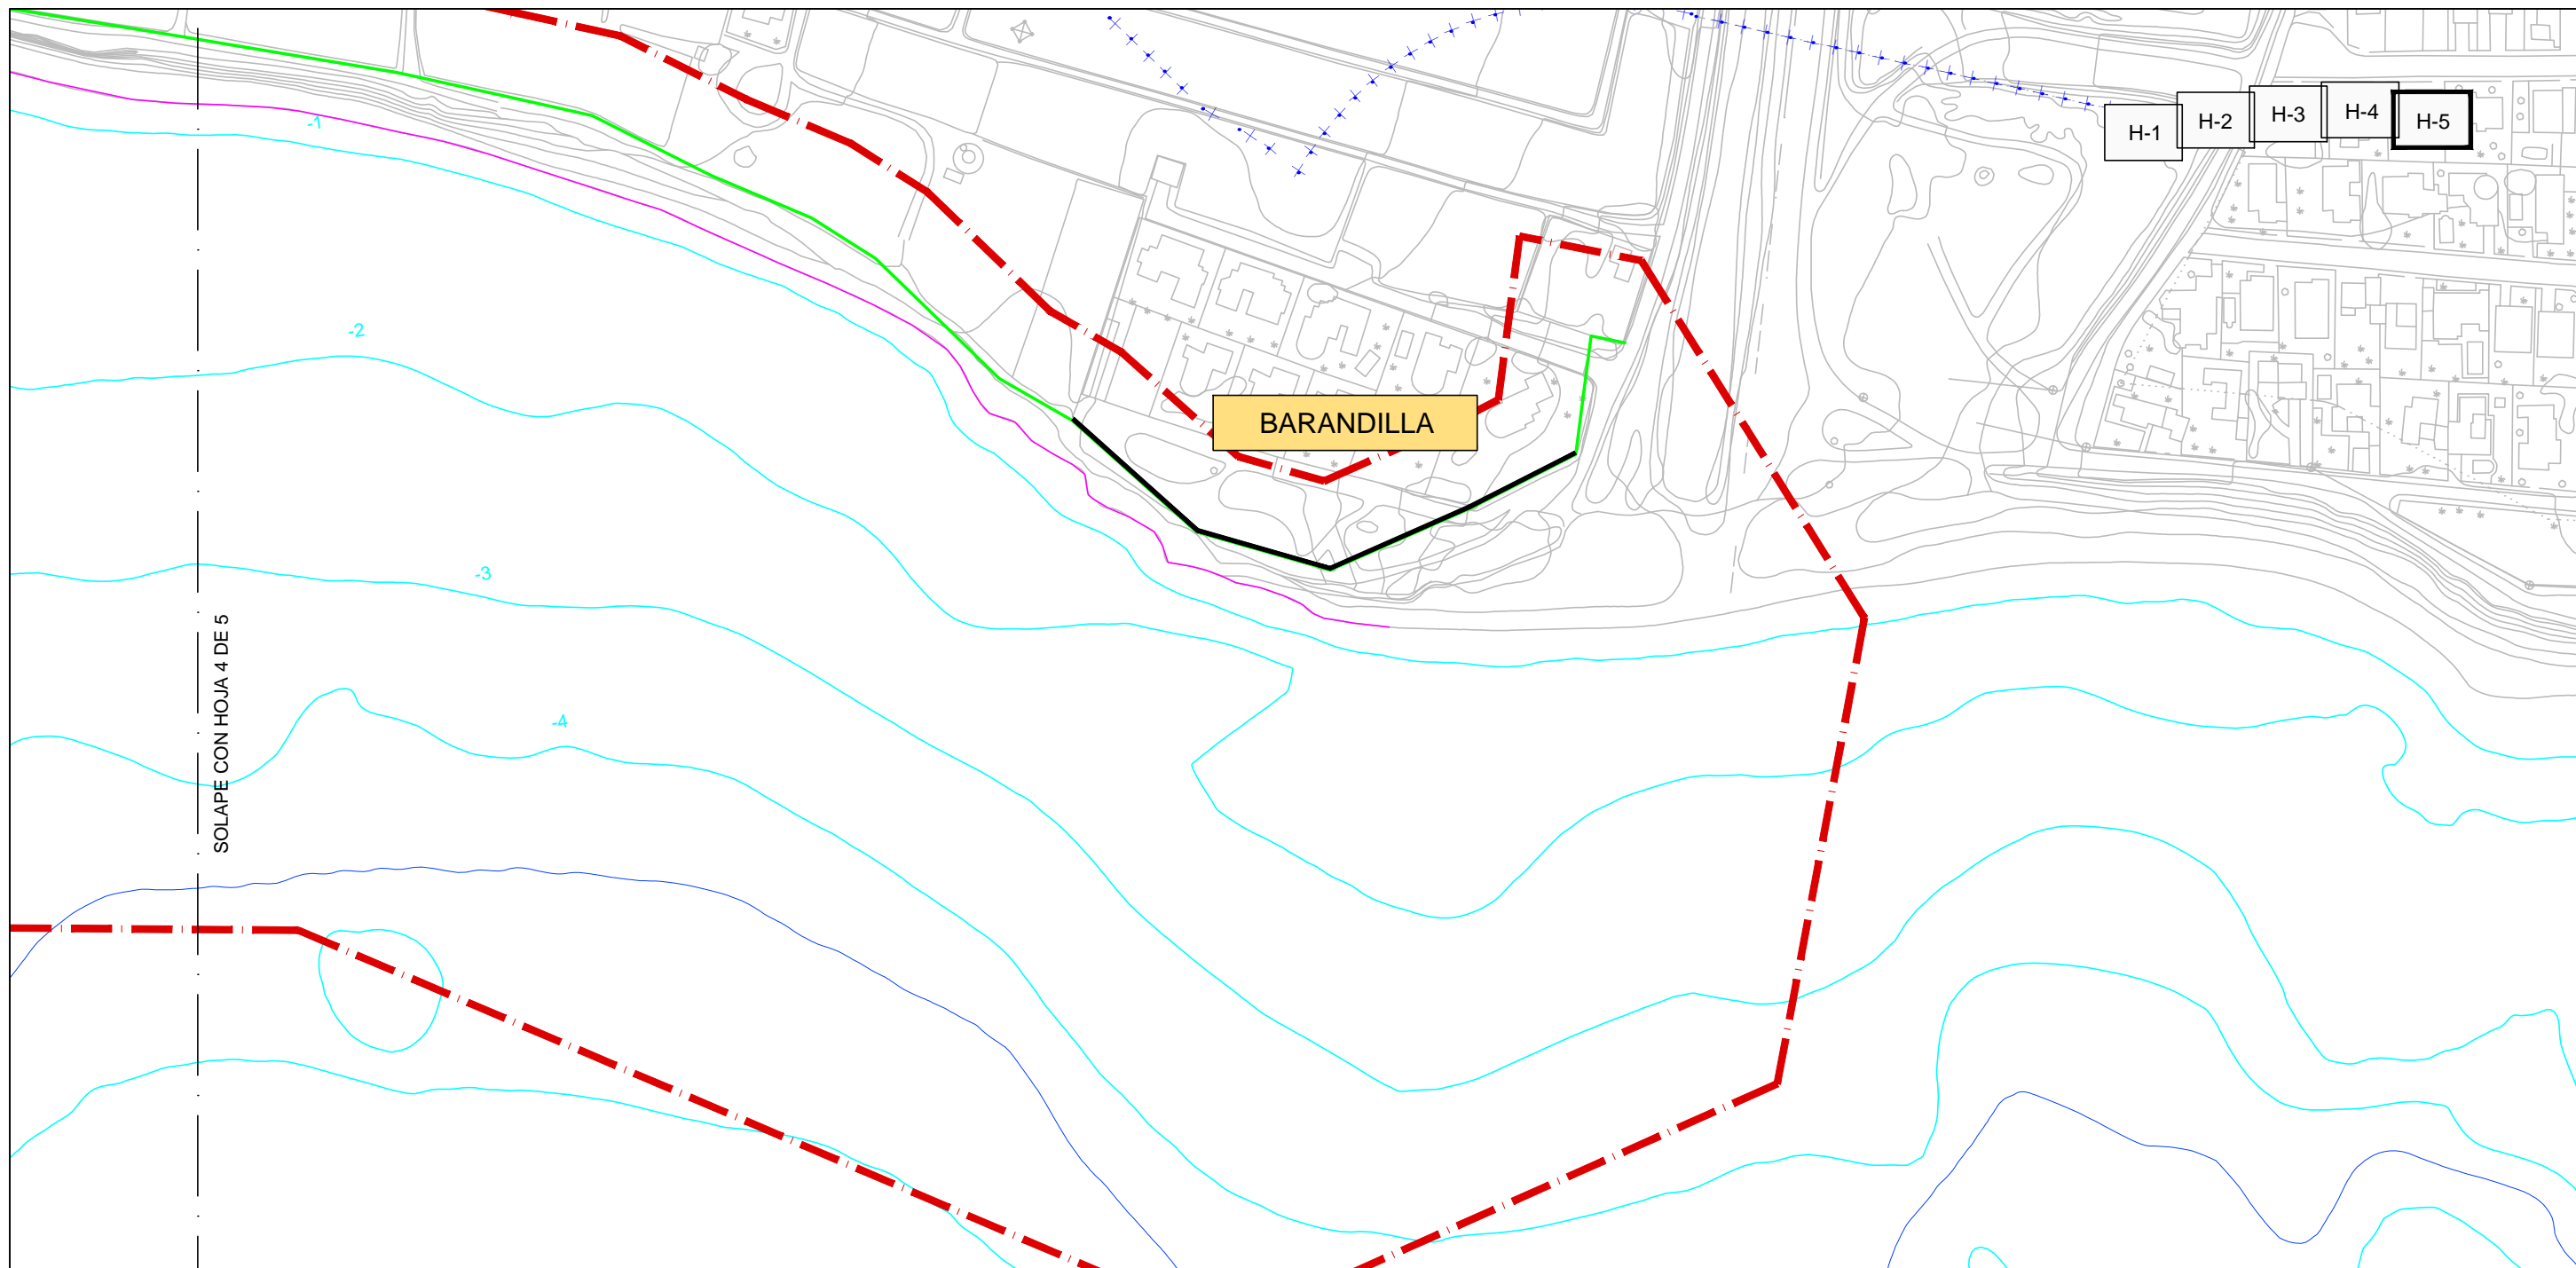 H-1
H-2
H-3
H-4
H-5
-1
-2
BARANDILLA
-3
SOLAPE CON HOJA 4 DE 5
-4